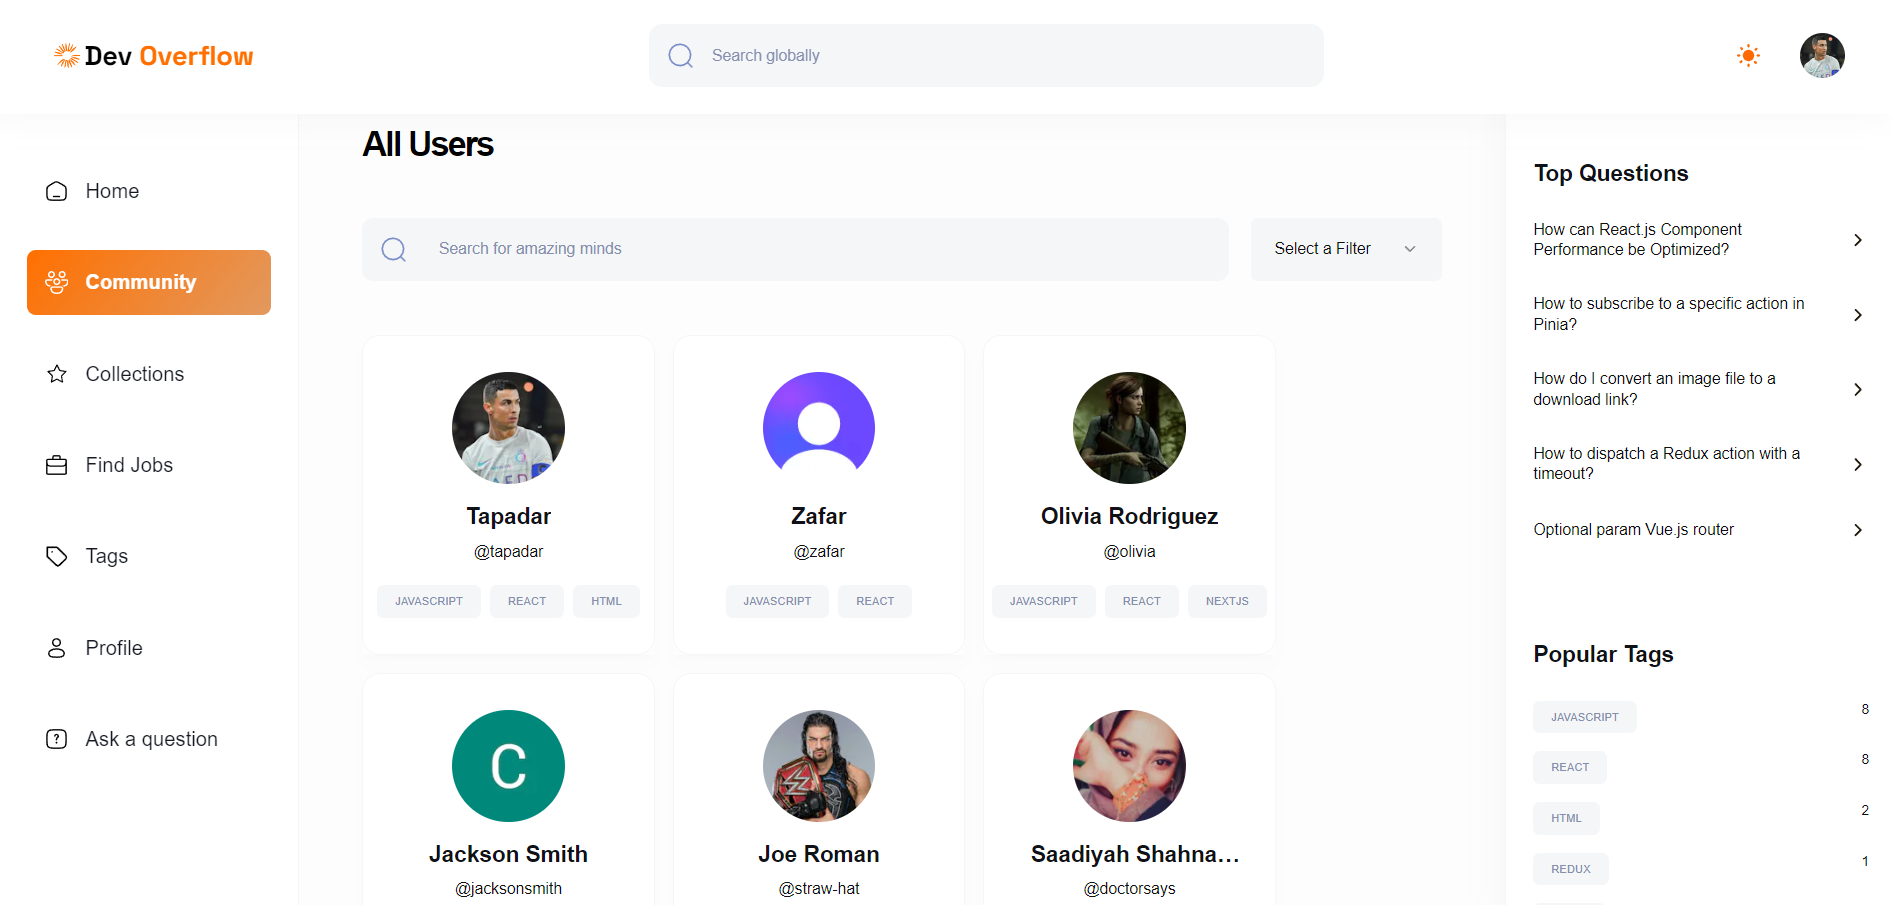 Dev Overflow
Search globally
Home
Community
Collections
Find Jobs
Tags
Profile
Ask a question
All Users
Search for amazing minds
Select a Filter
Tapadar
@tapadar
JAVASCRIPT REACT HTML
Zafar
@zafar
JAVASCRIPT REACT
Olivia Rodriguez
@olivia
JAVASCRIPT REACT NEXTJS
C
Jackson Smith
@jacksonsmith
Joe Roman
@straw-hat
Saadiyah Shahna...
@doctorsays
Top Questions
How can React.js Component
Performance be Optimized?
How to subscribe to a specific action in
Pinia?
How do I convert an image file to a
download link?
How to dispatch a Redux action with a
timeout?
Optional param Vue.js router
Popular Tags
JAVASCRIPT 8
REACT 8
HTML 2
REDUX 1